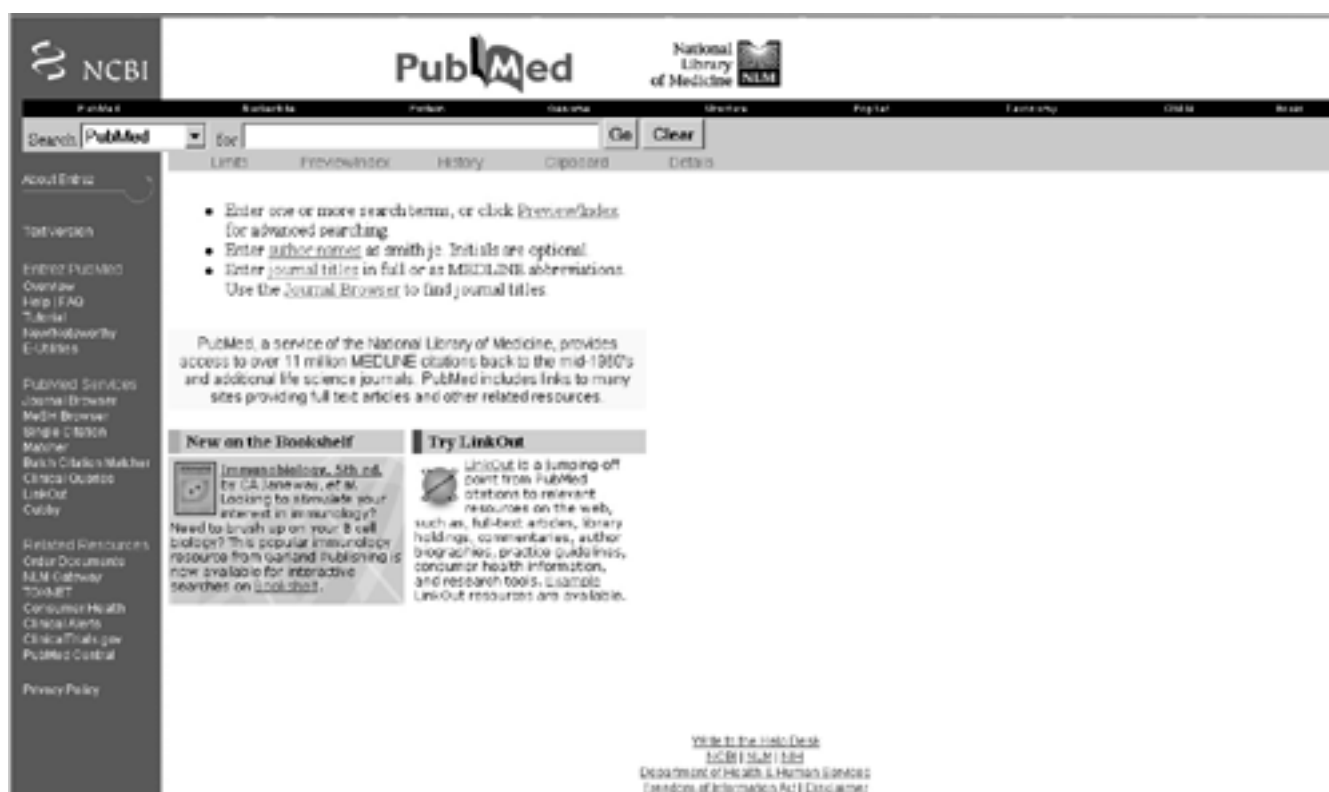 NCBI
PubMed
National
Library
of Medicine NLM
PubMed Nucleotide Protein Genome Structure PopSet Taxonomy OMIM Books
Search PubMed for Go Clear
Limits Preview/Index History Clipboard Details
About Entrez
Text Version
Entrez PubMed
Overview
Help | FAQ
Tutorial
New/Noteworthy
E-Utilities
PubMed Services
Journal Browser
MeSH Browser
Single Citation
Matcher
Batch Citation Matcher
Clinical Queries
LinkOut
Cubby
Related Resources
Order Documents
NLM Gateway
TOXNET
Consumer Health
Clinical Alerts
ClinicalTrials.gov
PubMed Central
Privacy Policy
• Enter one or more search terms, or click Preview/Index
for advanced searching.
• Enter author names as smith jc. Initials are optional.
• Enter journal titles in full or as MEDLINE abbreviations.
Use the Journal Browser to find journal titles.
PubMed, a service of the National Library of Medicine, provides
access to over 11 million MEDLINE citations back to the mid-1960's
and additional life science journals. PubMed includes links to many
sites providing full text articles and other related resources.
New on the Bookshelf
Immunobiology, 5th ed.
by CA Janeway, et al.
Looking to stimulate your
interest in immunology?
Need to brush up on your B cell
biology? This popular immunology
resource from Garland Publishing is
now available for interactive
searches on Bookshelf.
Try LinkOut
LinkOut is a jumping-off
point from PubMed
citations to relevant
resources on the web,
such as, full-text articles, library
holdings, commentaries, author
biographies, practice guidelines,
consumer health information,
and research tools. Example
LinkOut resources are available.
Write to the Help Desk
NCBI | NLM | NIH
Department of Health & Human Services
Freedom of Information Act | Disclaimer